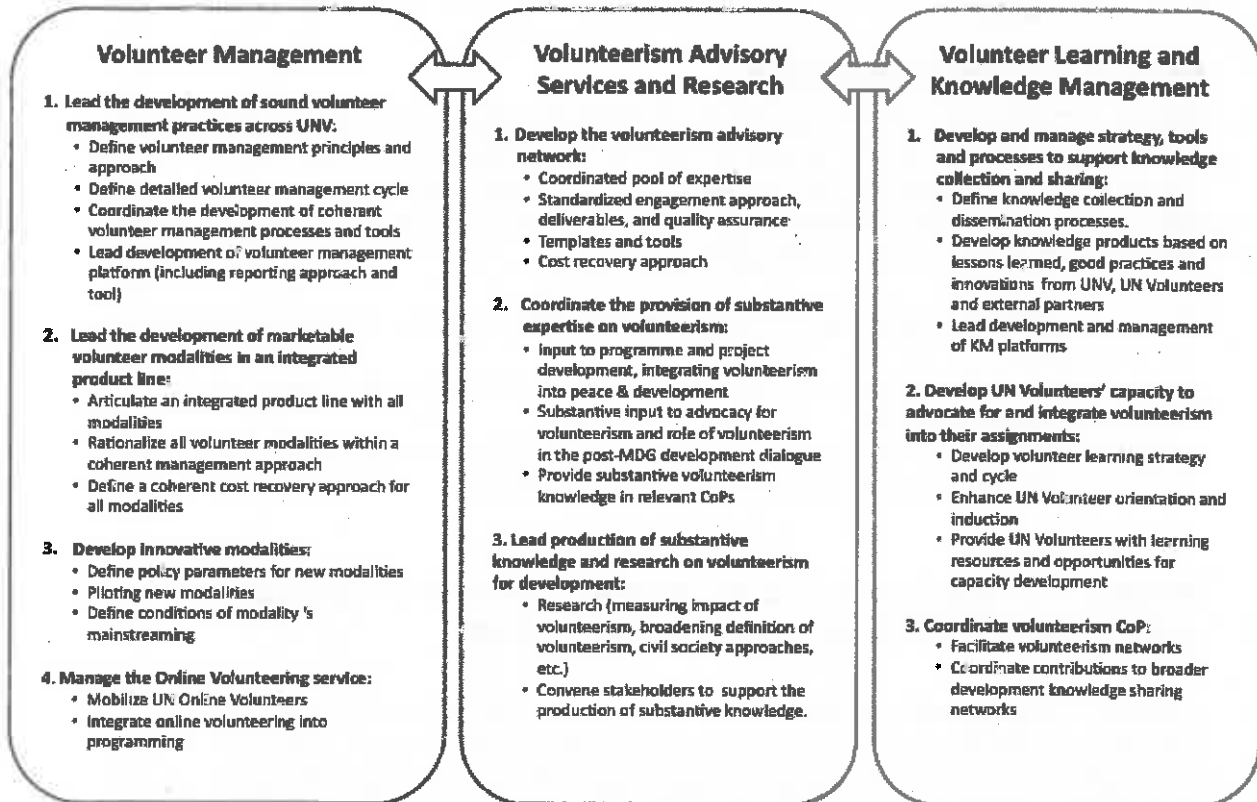 Volunteer Management
1. Lead the development of sound volunteer
management practices across UNV:
• Define volunteer management principles and
approach
• Define detailed volunteer management cycle
• Coordinate the development of coherent
volunteer management processes and tools
• Lead development of volunteer management
platform (including reporting approach and
tool)
2. Lead the development of marketable
volunteer modalities in an integrated
product line:
• Articulate an integrated product line with all
modalities
• Rationalize all volunteer modalities within a
coherent management approach
• Define a coherent cost recovery approach for
all modalities
3. Develop innovative modalities:
• Define policy parameters for new modalities
• Piloting new modalities
• Define conditions of modality 's
mainstreaming
4. Manage the Online Volunteering service:
• Mobilize UN Online Volunteers
• Integrate online volunteering into
programming
Volunteerism Advisory
Services and Research
1. Develop the volunteerism advisory
network:
• Coordinated pool of expertise
• Standardized engagement approach,
deliverables, and quality assurance
• Templates and tools
• Cost recovery approach
2. Coordinate the provision of substantive
expertise on volunteerism:
• Input to programme and project
development, integrating volunteerism
into peace & development
• Substantive input to advocacy for
volunteerism and role of volunteerism
in the post-MDG development dialogue
• Provide substantive volunteerism
knowledge in relevant CoPs
3. Lead production of substantive
knowledge and research on volunteerism
for development:
• Research (measuring impact of
volunteerism, broadening definition of
volunteerism, civil society approaches,
etc.)
• Convene stakeholders to support the
production of substantive knowledge.
Volunteer Learning and
Knowledge Management
1. Develop and manage strategy, tools
and processes to support knowledge
collection and sharing:
• Define knowledge collection and
dissemination processes.
• Develop knowledge products based on
lessons learned, good practices and
innovations from UNV, UN Volunteers
and external partners
• Lead development and management
of KM platforms
2. Develop UN Volunteers' capacity to
advocate for and integrate volunteerism
into their assignments:
• Develop volunteer learning strategy
and cycle
• Enhance UN Volunteer orientation and
induction
• Provide UN Volunteers with learning
resources and opportunities for
capacity development
3. Coordinate volunteerism CoP:
• Facilitate volunteerism networks
• Coordinate contributions to broader
development knowledge sharing
networks